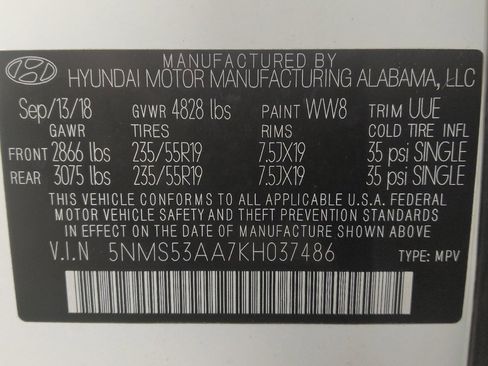 MANUFACTURED BY
HYUNDAI MOTOR MANUFACTURING ALABAMA, LLC
Sep/13/18 GVWR 4828 lbs PAINT WW8 TRIM UUE
GAWR TIRES RIMS COLD TIRE INFL
FRONT 2866 lbs 235/55R19 7.5JX19 35 psi SINGLE
REAR 3075 lbs 235/55R19 7.5JX19 35 psi SINGLE
THIS VEHICLE CONFORMS TO APPLICABLE U.S.A. FEDERAL
MOTOR VEHICLE SAFETY AND THEFT PREVENTION STANDARDS
IN EFFECT ON THE DATE OF MANUFACTURE SHOWN ABOVE
V.I.N 5NMS53AA7KH037486 TYPE: MPV